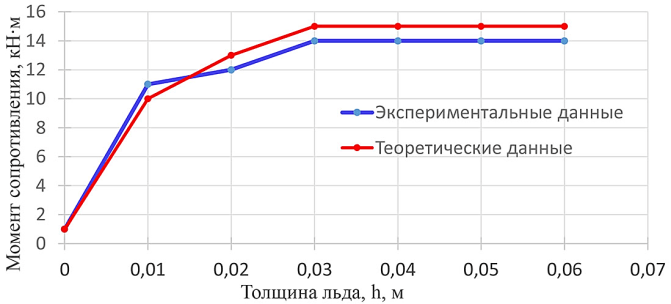 Момент сопротивления, кН·м
16
14
12
10
8
6
4
2
0
Экспериментальные данные
Теоретические данные
0 0,01 0,02 0,03 0,04 0,05 0,06 0,07
Толщина льда, h, м